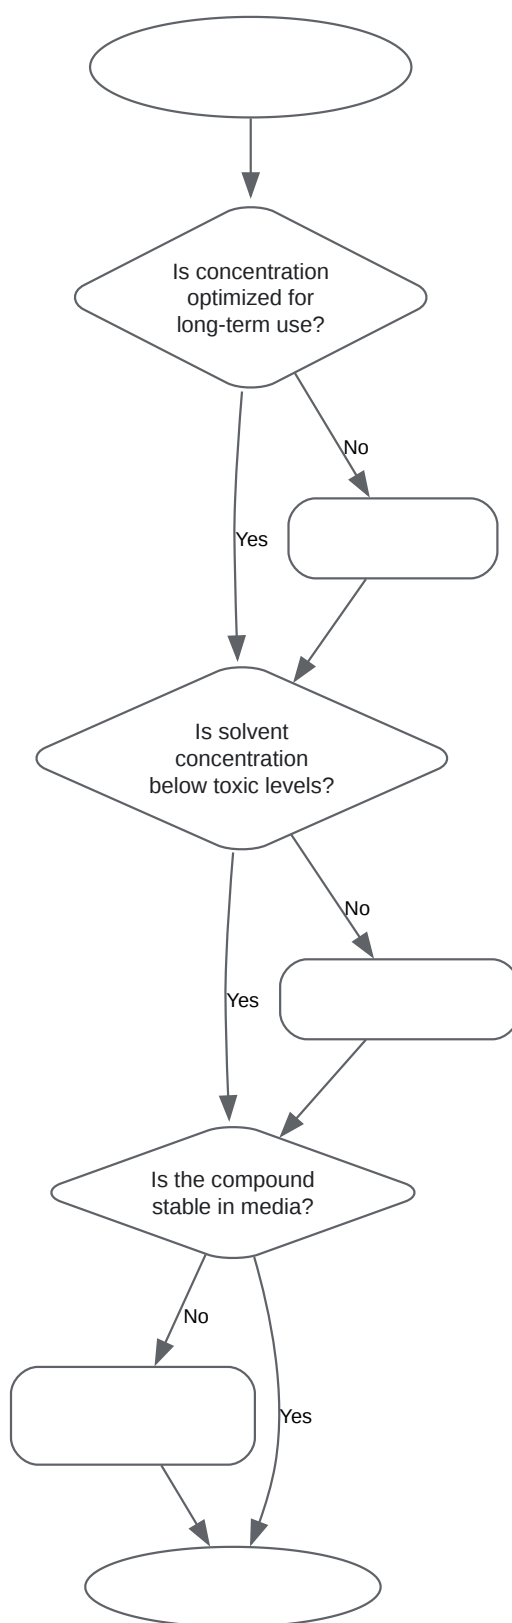 Is concentration
optimized for
long-term use?
No
Yes
Is solvent
concentration
below toxic levels?
No
Yes
Is the compound
stable in media?
No
Yes